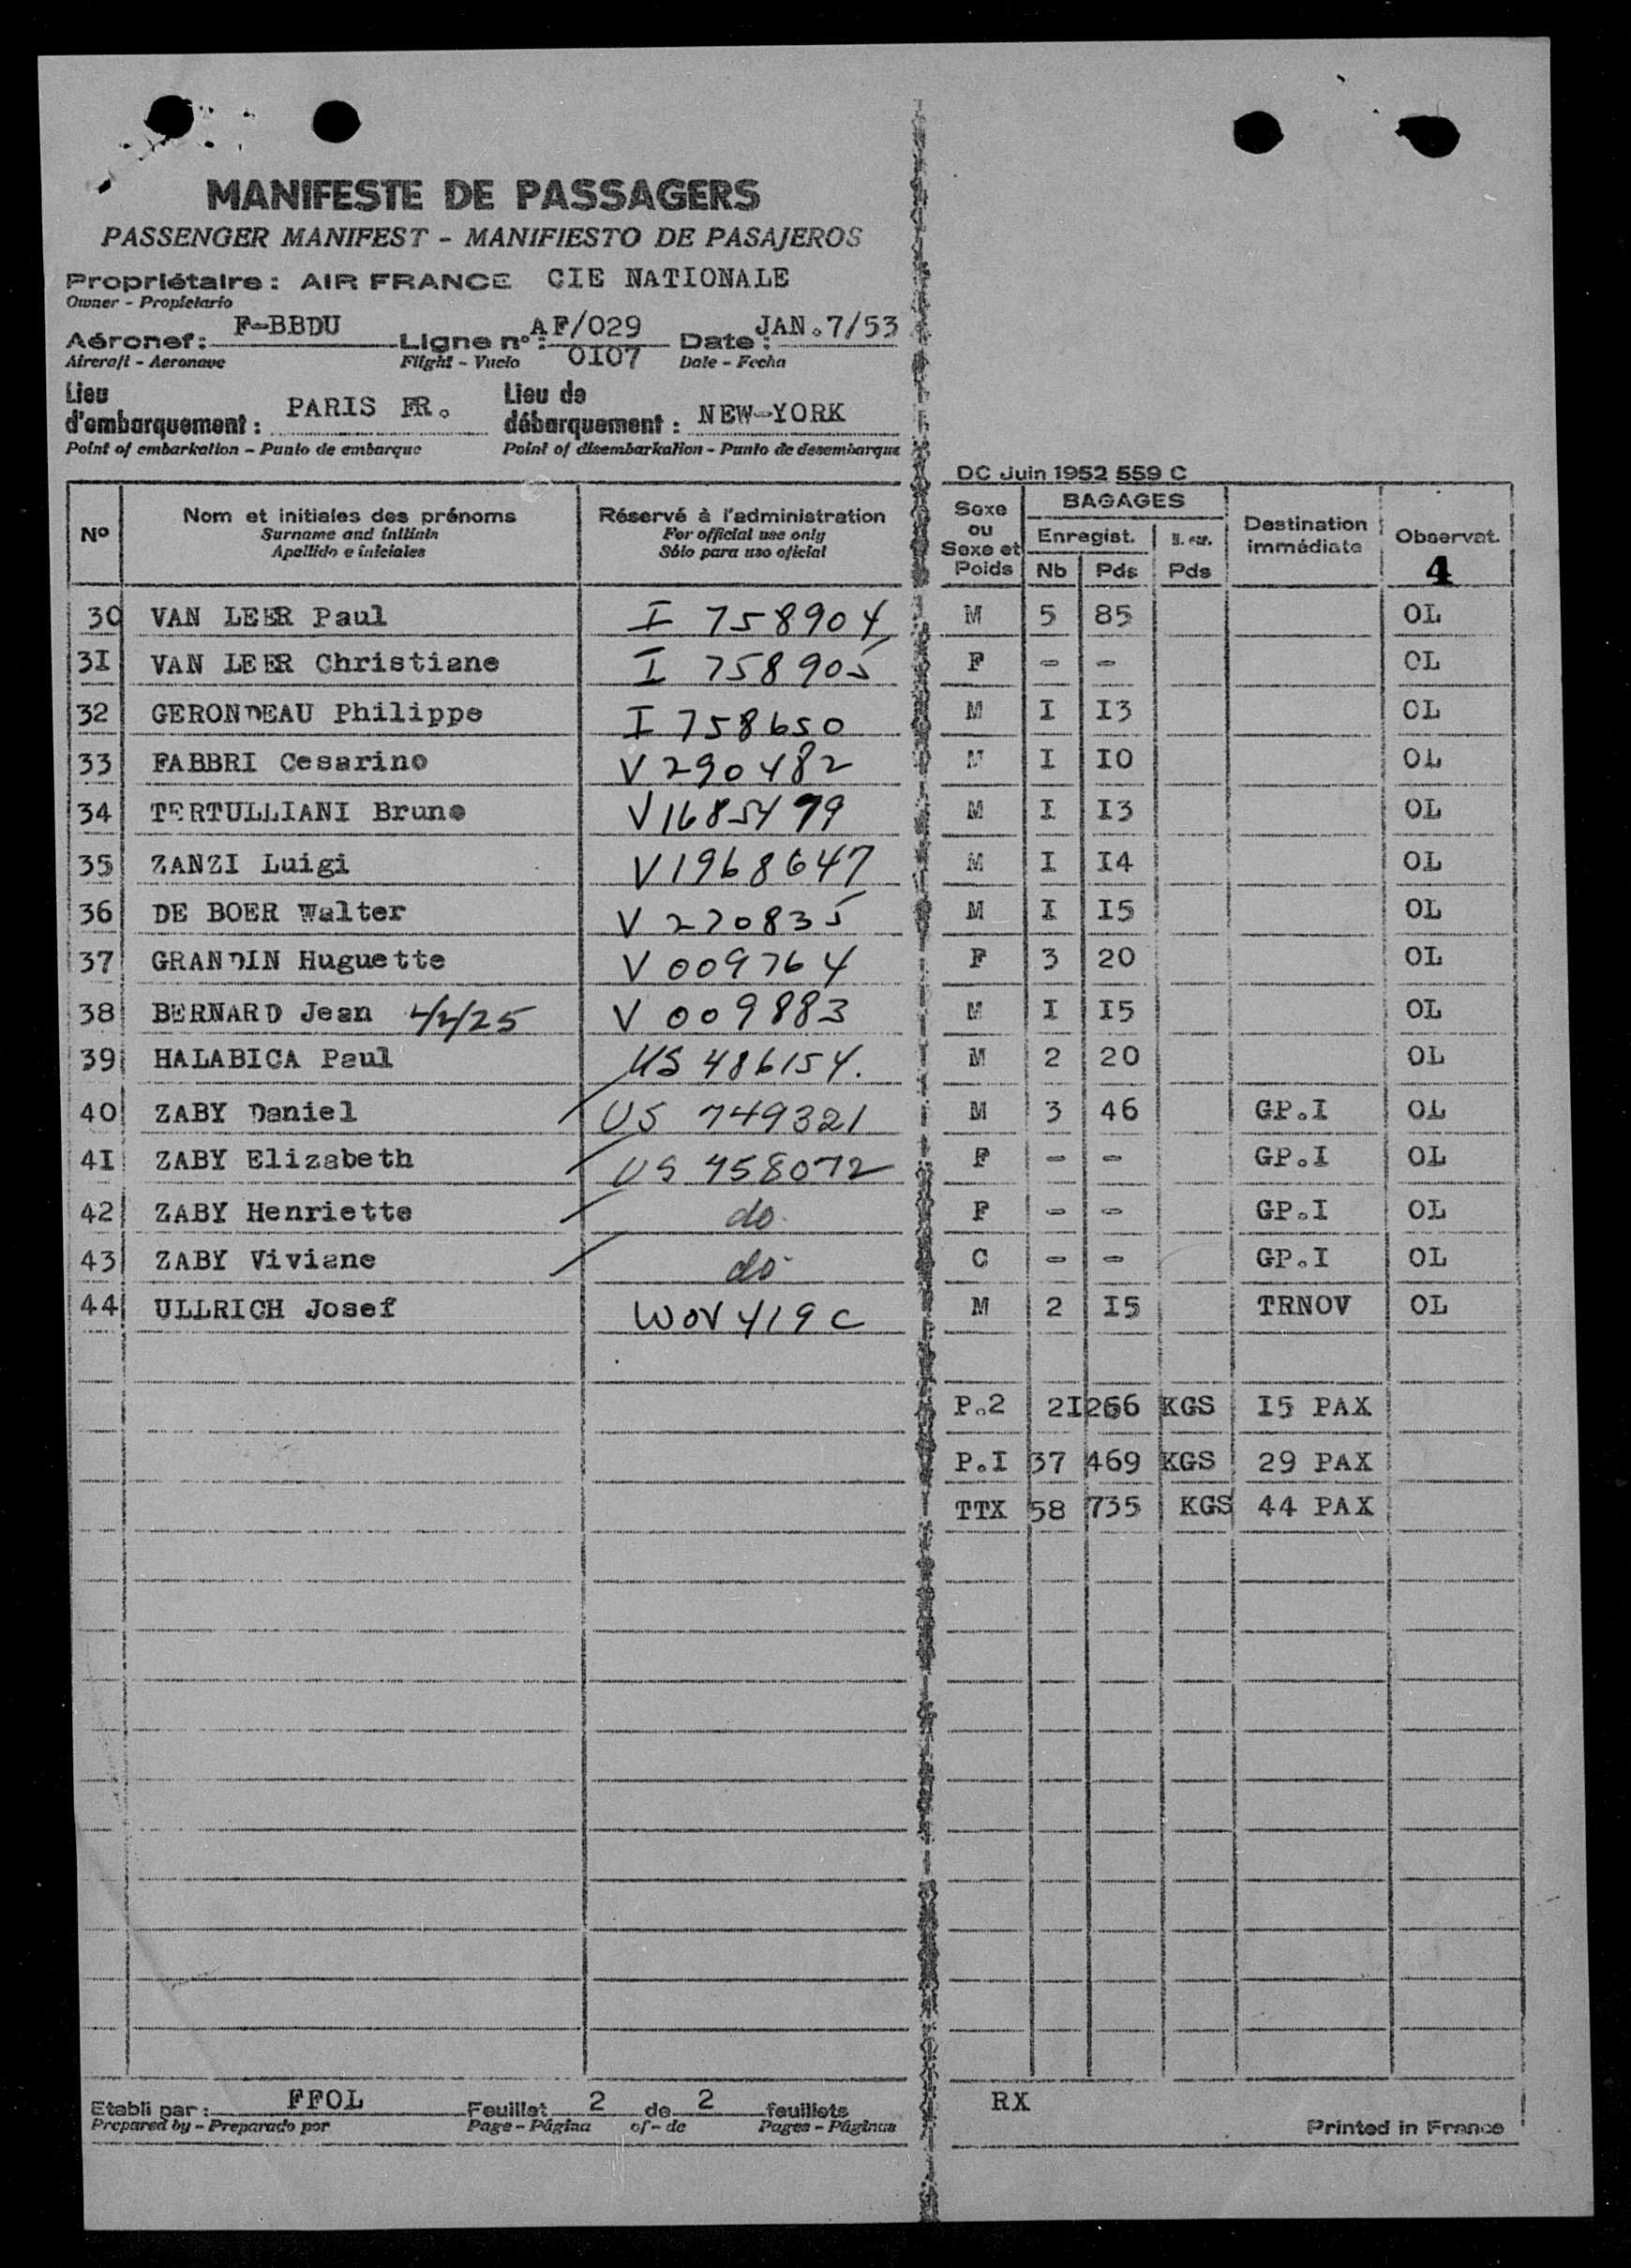 MANIFESTE DE PASSAGERS
PASSENGER MANIFEST - MANIFIESTO DE PASAJEROS
Propriétaire : AIR FRANCE CIE NATIONALE
Owner - Propietario
Aéronef : F-BBDU Ligne n° : AF/029 Date : JAN.7/53
Aircraft - Aeronave Flight - Vuelo 0I07 Date - Fecha
Lieu d'embarquement : PARIS FR. Lieu de débarquement : NEW-YORK
Point of embarkation - Punto de embarque Point of disembarkation - Punto de desembarque
DC Juin 1952 559 C
N° Nom et initiales des prénoms Réservé à l'administration Sexe ou Sexe et Poids BAGAGES Destination immédiate Observat.
Surname and initials For official use only Enregist. N. enr.
Apellido e iniciales Sólo para uso oficial Nb Pds Pds 4
30 VAN LEER Paul I 758904 M 5 85 OL
3I VAN LEER Christiane I 758905 F - - OL
32 GERONDEAU Philippe I 758650 M I I3 OL
33 FABBRI Cesarino V 290482 M I I0 OL
34 TERTULLIANI Bruno V1685499 M I I3 OL
35 ZANZI Luigi V1968647 M I I4 OL
36 DE BOER Walter V 220835 M I I5 OL
37 GRANDIN Huguette V 009764 F 3 20 OL
38 BERNARD Jean 4/2/25 V 009883 M I I5 OL
39 HALABICA Paul US 486154. M 2 20 OL
40 ZABY Daniel US 749321 M 3 46 GP.I OL
4I ZABY Elizabeth US 458072 F - - GP.I OL
42 ZABY Henriette do F - - GP.I OL
43 ZABY Viviane do C - - GP.I OL
44 ULLRICH Josef WOV 419 C M 2 I5 TRNOV OL
P.2 2I 266 KGS I5 PAX
P.I 37 469 KGS 29 PAX
TTX 58 735 KGS 44 PAX
Etabli par : FFOL Feuillet 2 de 2 feuillets RX
Prepared by - Preparado por Page - Página of - de Pages - Páginas Printed in France